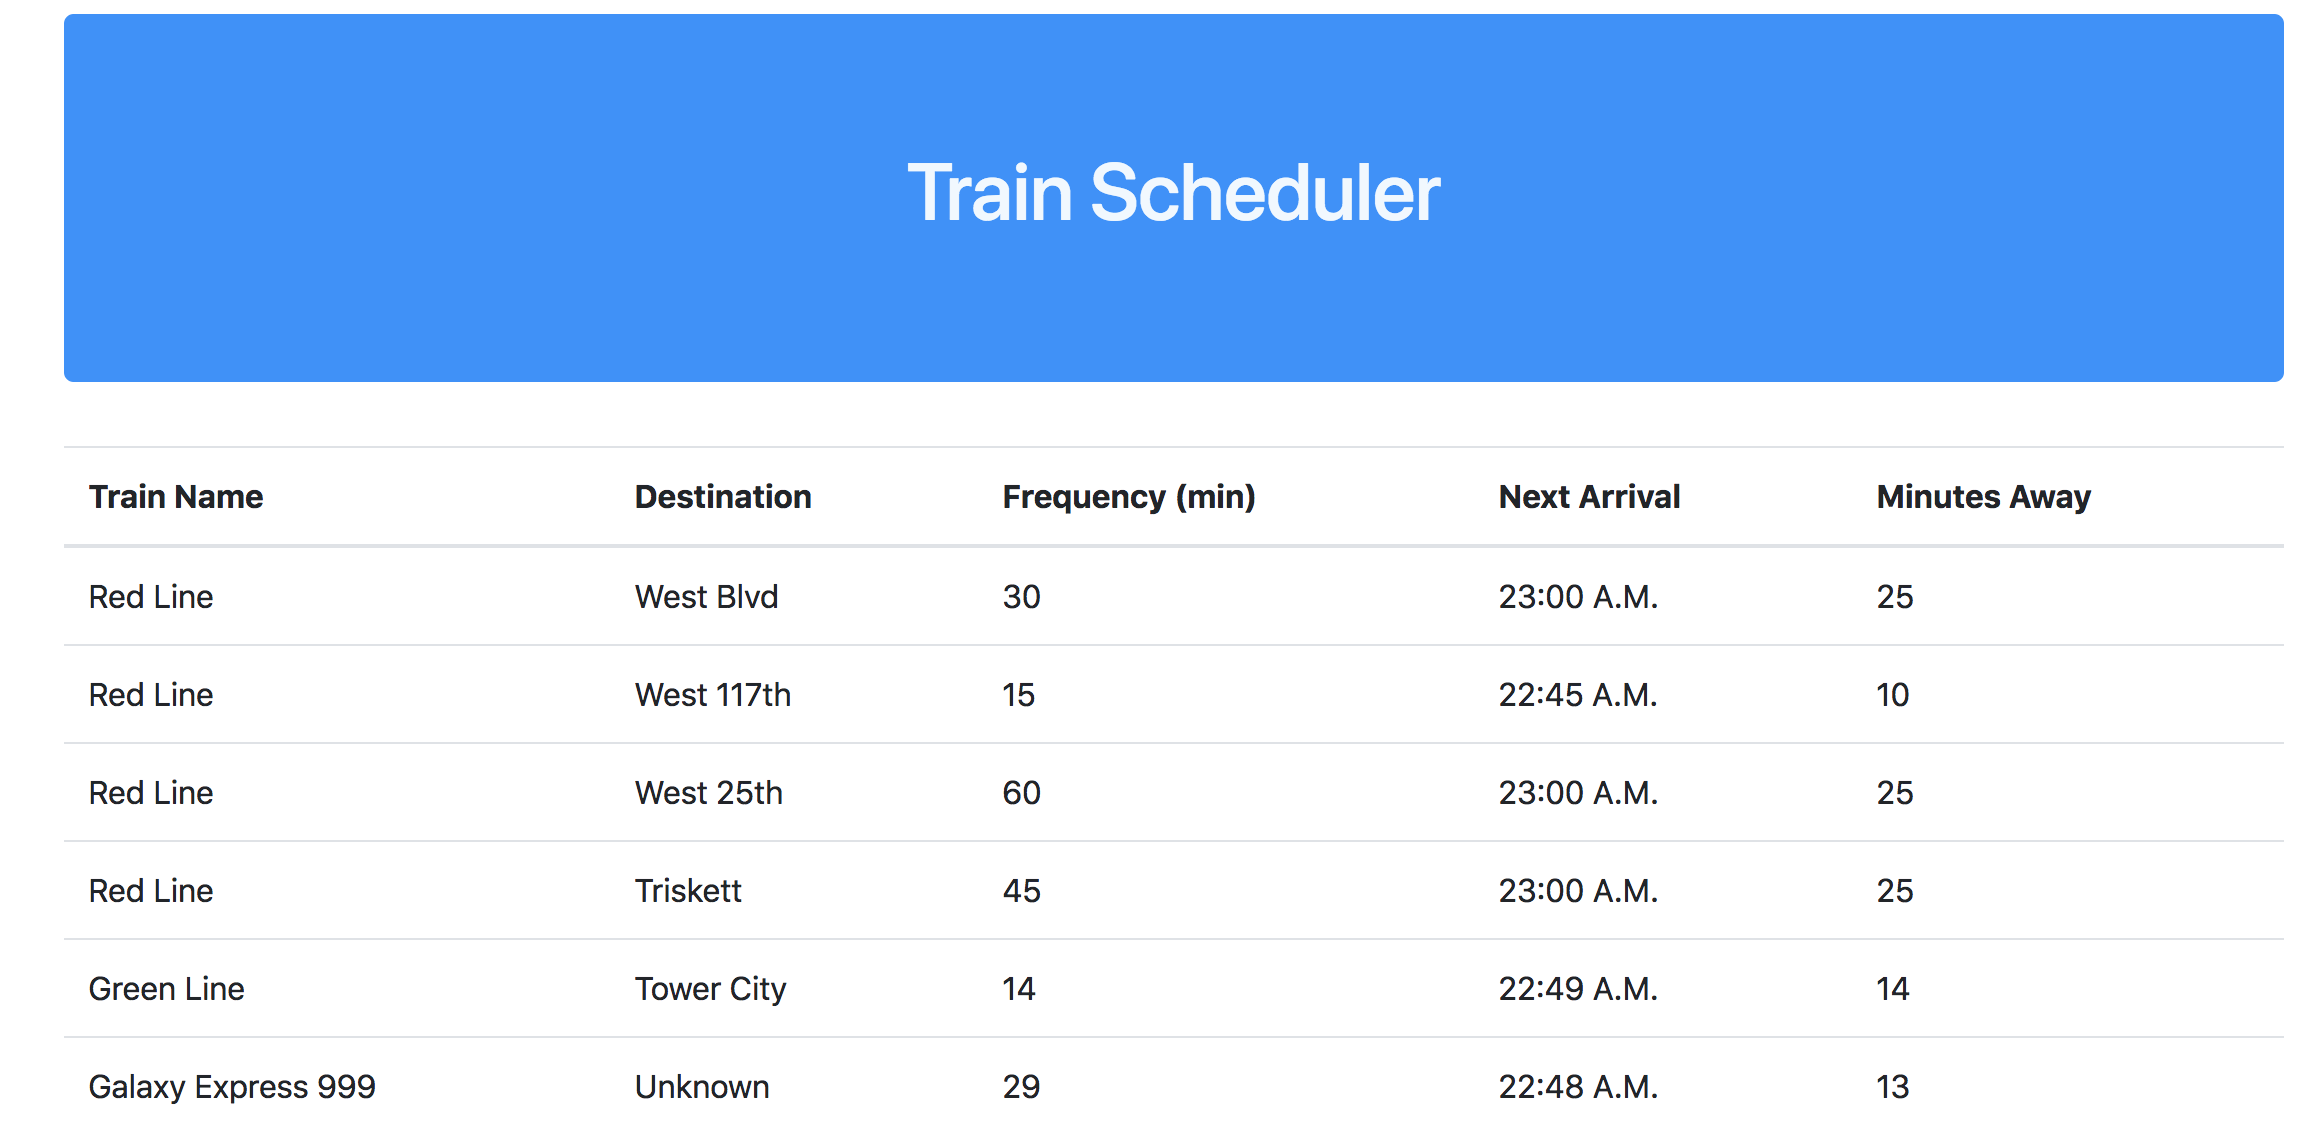 Train Scheduler
Train Name Destination Frequency (min) Next Arrival Minutes Away
Red Line West Blvd 30 23:00 A.M. 25
Red Line West 117th 15 22:45 A.M. 10
Red Line West 25th 60 23:00 A.M. 25
Red Line Triskett 45 23:00 A.M. 25
Green Line Tower City 14 22:49 A.M. 14
Galaxy Express 999 Unknown 29 22:48 A.M. 13